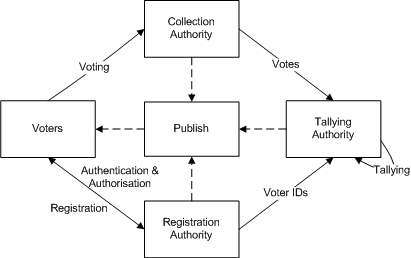 Collection
Authority
Voting
Votes
Voters
Publish
Tallying
Authority
Authentication &
Authorisation
Tallying
Registration
Voter IDs
Registration
Authority